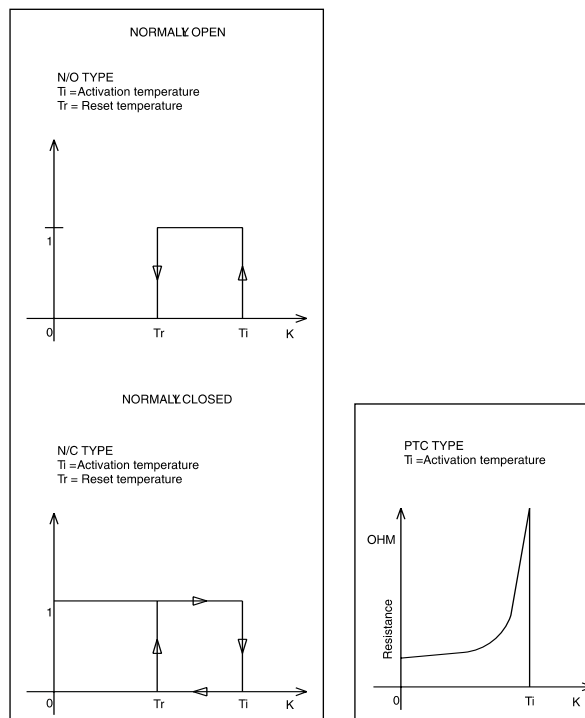 NORMALLY OPEN
N/O TYPE
Ti =Activation temperature
Tr = Reset temperature
1
0
Tr
Ti
K
NORMALLY CLOSED
N/C TYPE
Ti =Activation temperature
Tr = Reset temperature
1
0
Tr
Ti
K
PTC TYPE
Ti =Activation temperature
OHM
Resistance
0
Ti
K